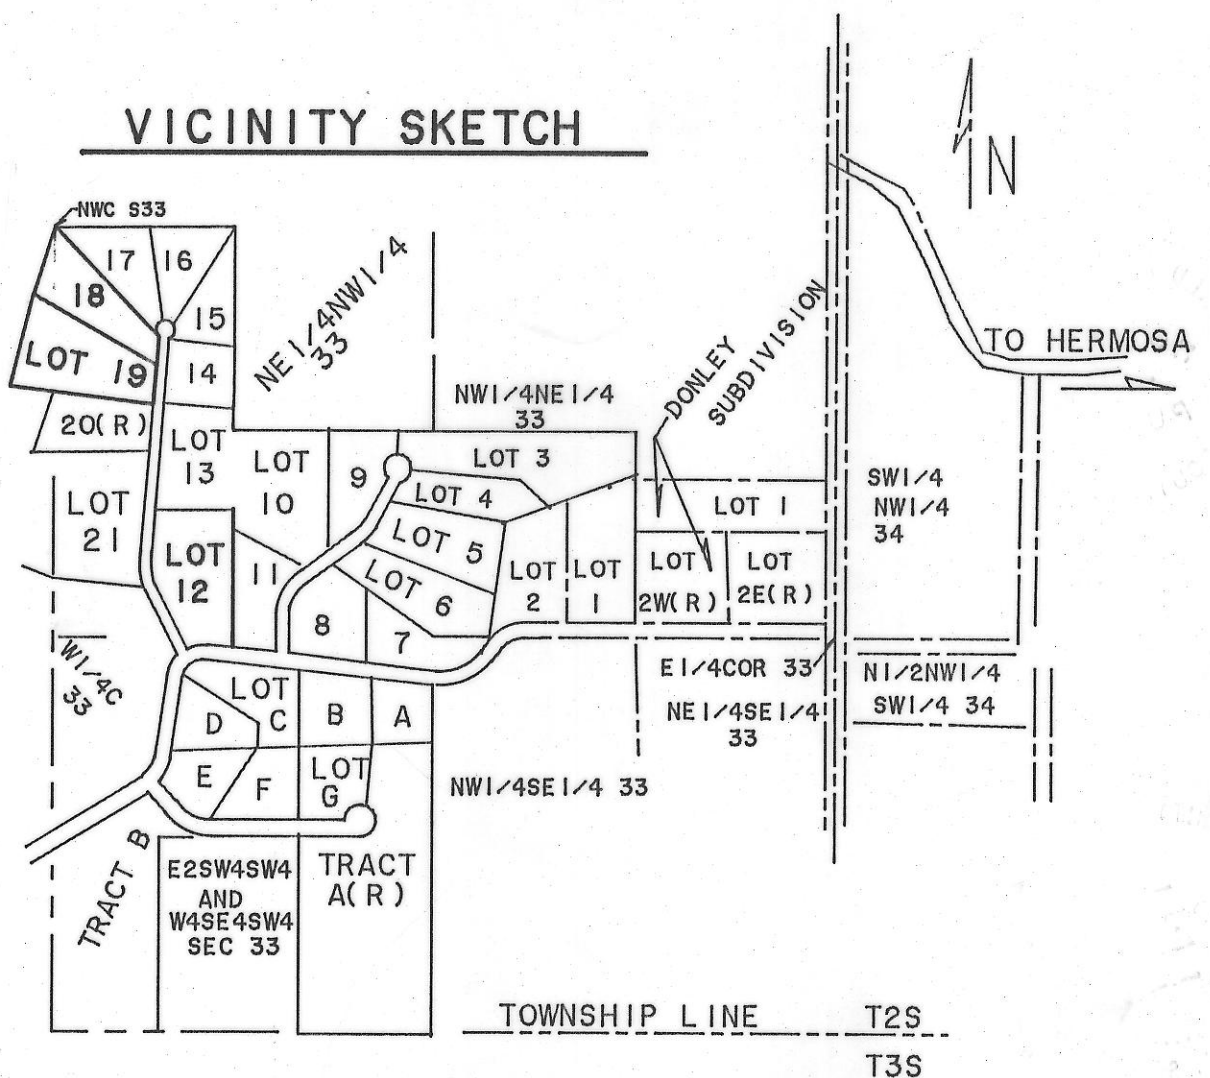 VICINITY SKETCH
N
NWC S33
17
16
18
15
LOT 19
14
20(R)
NE1/4NW1/4
33
TO HERMOSA
DONLEY
SUBDIVISION
NW1/4NE1/4
33
LOT
13
LOT
10
9
LOT 3
LOT 4
LOT 5
LOT 6
LOT 1
SW1/4
NW1/4
34
LOT
21
LOT
12
11
8
7
LOT
2
LOT
1
LOT
2W(R)
LOT
2E(R)
W1/4C
33
E1/4COR 33
N1/2NW1/4
SW1/4 34
NE1/4SE1/4
33
LOT
C
D
B
A
E
F
LOT
G
NW1/4SE1/4 33
TRACT B
E2SW4SW4
AND
W4SE4SW4
SEC 33
TRACT
A(R)
TOWNSHIP LINE
T2S
T3S